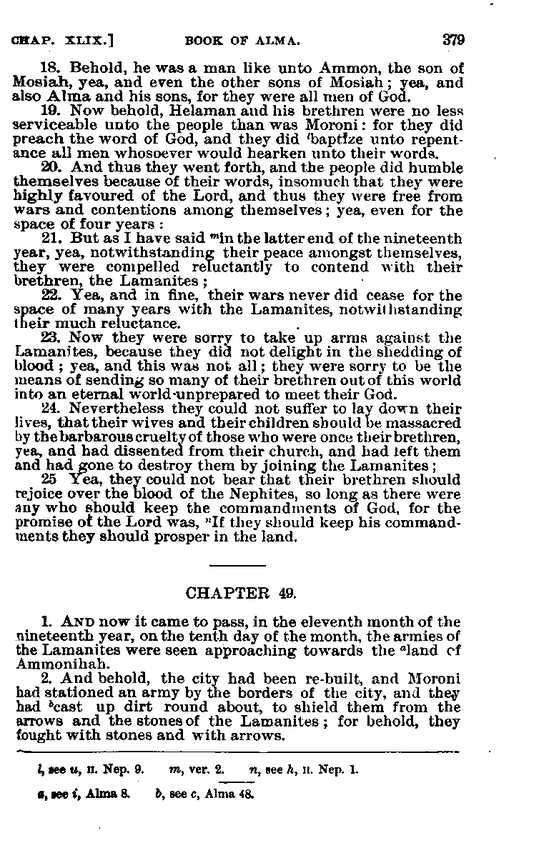 CHAP. XLIX.] BOOK OF ALMA. 379
18. Behold, he was a man like unto Ammon, the son of
Mosiah, yea, and even the other sons of Mosiah; yea, and
also Alma and his sons, for they were all men of God.
19. Now behold, Helaman and his brethren were no less
serviceable unto the people than was Moroni: for they did
preach the word of God, and they did ˡbaptize unto repent-
ance all men whosoever would hearken unto their words.
20. And thus they went forth, and the people did humble
themselves because of their words, insomuch that they were
highly favoured of the Lord, and thus they were free from
wars and contentions among themselves; yea, even for the
space of four years:
21. But as I have said ᵐin the latter end of the nineteenth
year, yea, notwithstanding their peace amongst themselves,
they were compelled reluctantly to contend with their
brethren, the Lamanites;
22. Yea, and in fine, their wars never did cease for the
space of many years with the Lamanites, notwithstanding
their much reluctance.
23. Now they were sorry to take up arms against the
Lamanites, because they did not delight in the shedding of
blood; yea, and this was not all; they were sorry to be the
means of sending so many of their brethren out of this world
into an eternal world unprepared to meet their God.
24. Nevertheless they could not suffer to lay down their
lives, that their wives and their children should be massacred
by the barbarous cruelty of those who were once their brethren,
yea, and had dissented from their church, and had left them
and had gone to destroy them by joining the Lamanites;
25 Yea, they could not bear that their brethren should
rejoice over the blood of the Nephites, so long as there were
any who should keep the commandments of God, for the
promise of the Lord was, ⁿIf they should keep his command-
ments they should prosper in the land.
CHAPTER 49.
1. AND now it came to pass, in the eleventh month of the
nineteenth year, on the tenth day of the month, the armies of
the Lamanites were seen approaching towards the ᵃland of
Ammonihah.
2. And behold, the city had been re-built, and Moroni
had stationed an army by the borders of the city, and they
had ᵇcast up dirt round about, to shield them from the
arrows and the stones of the Lamanites; for behold, they
fought with stones and with arrows.
l, see u, II. Nep. 9. m, ver. 2. n, see h, II. Nep. 1.
a, see i, Alma 8. b, see c, Alma 48.